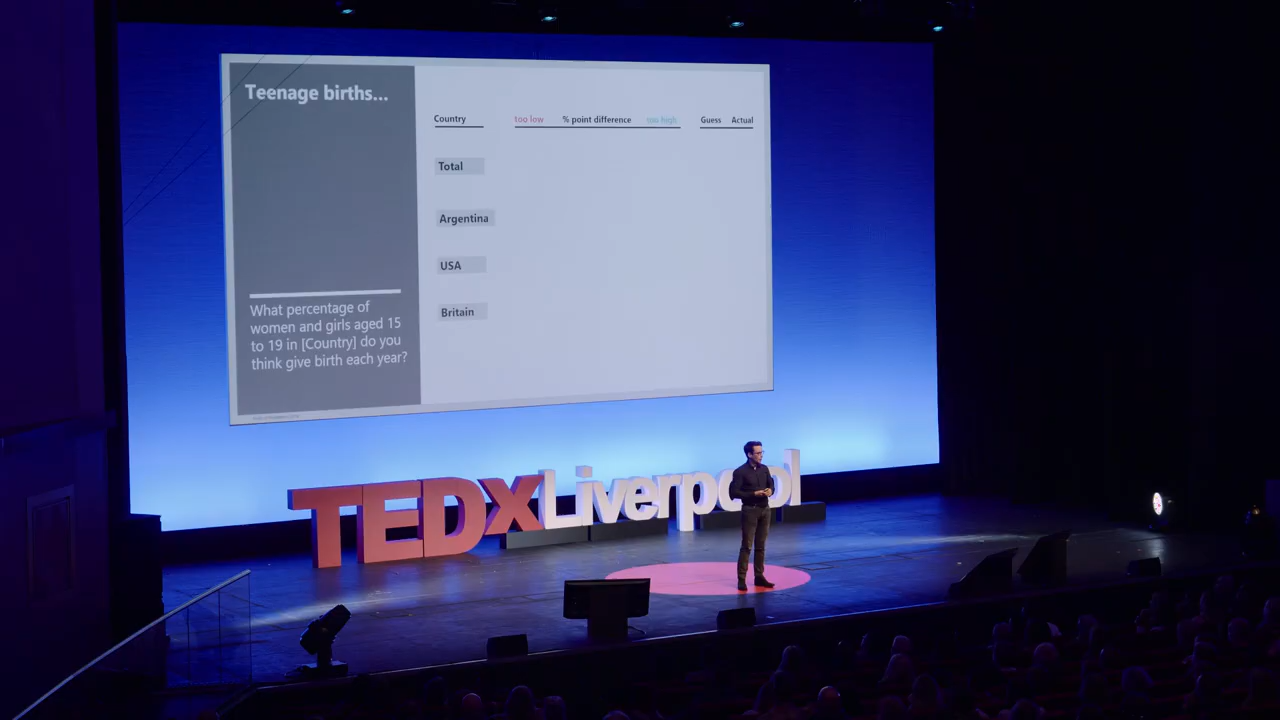 Teenage births...
Country
too low % point difference too high
Guess Actual
Total
Argentina
USA
Britain
What percentage of
women and girls aged 15
to 19 in [Country] do you
think give birth each year?
TEDxLiverpool